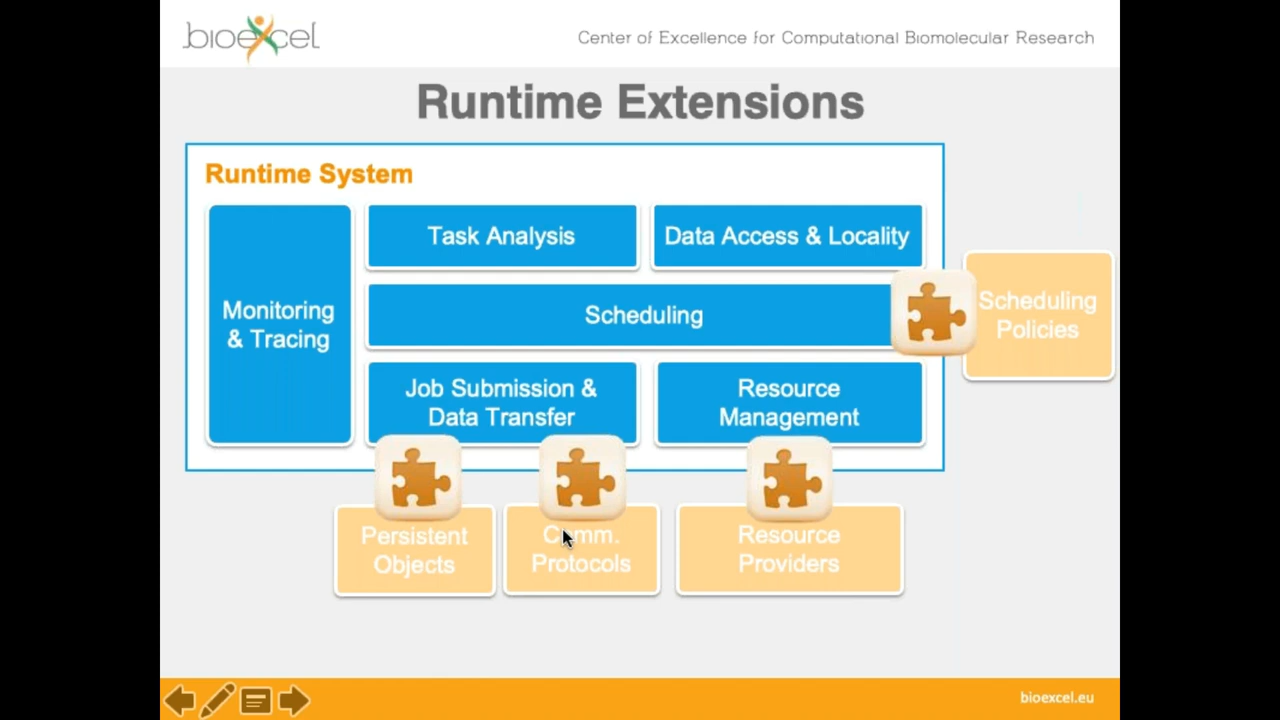 bioexcel
Center of Excellence for Computational Biomolecular Research
Runtime Extensions
Runtime System
Monitoring
& Tracing
Task Analysis
Data Access & Locality
Scheduling
Scheduling
Policies
Job Submission &
Data Transfer
Resource
Management
Persistent
Objects
Comm.
Protocols
Resource
Providers
bioexcel.eu